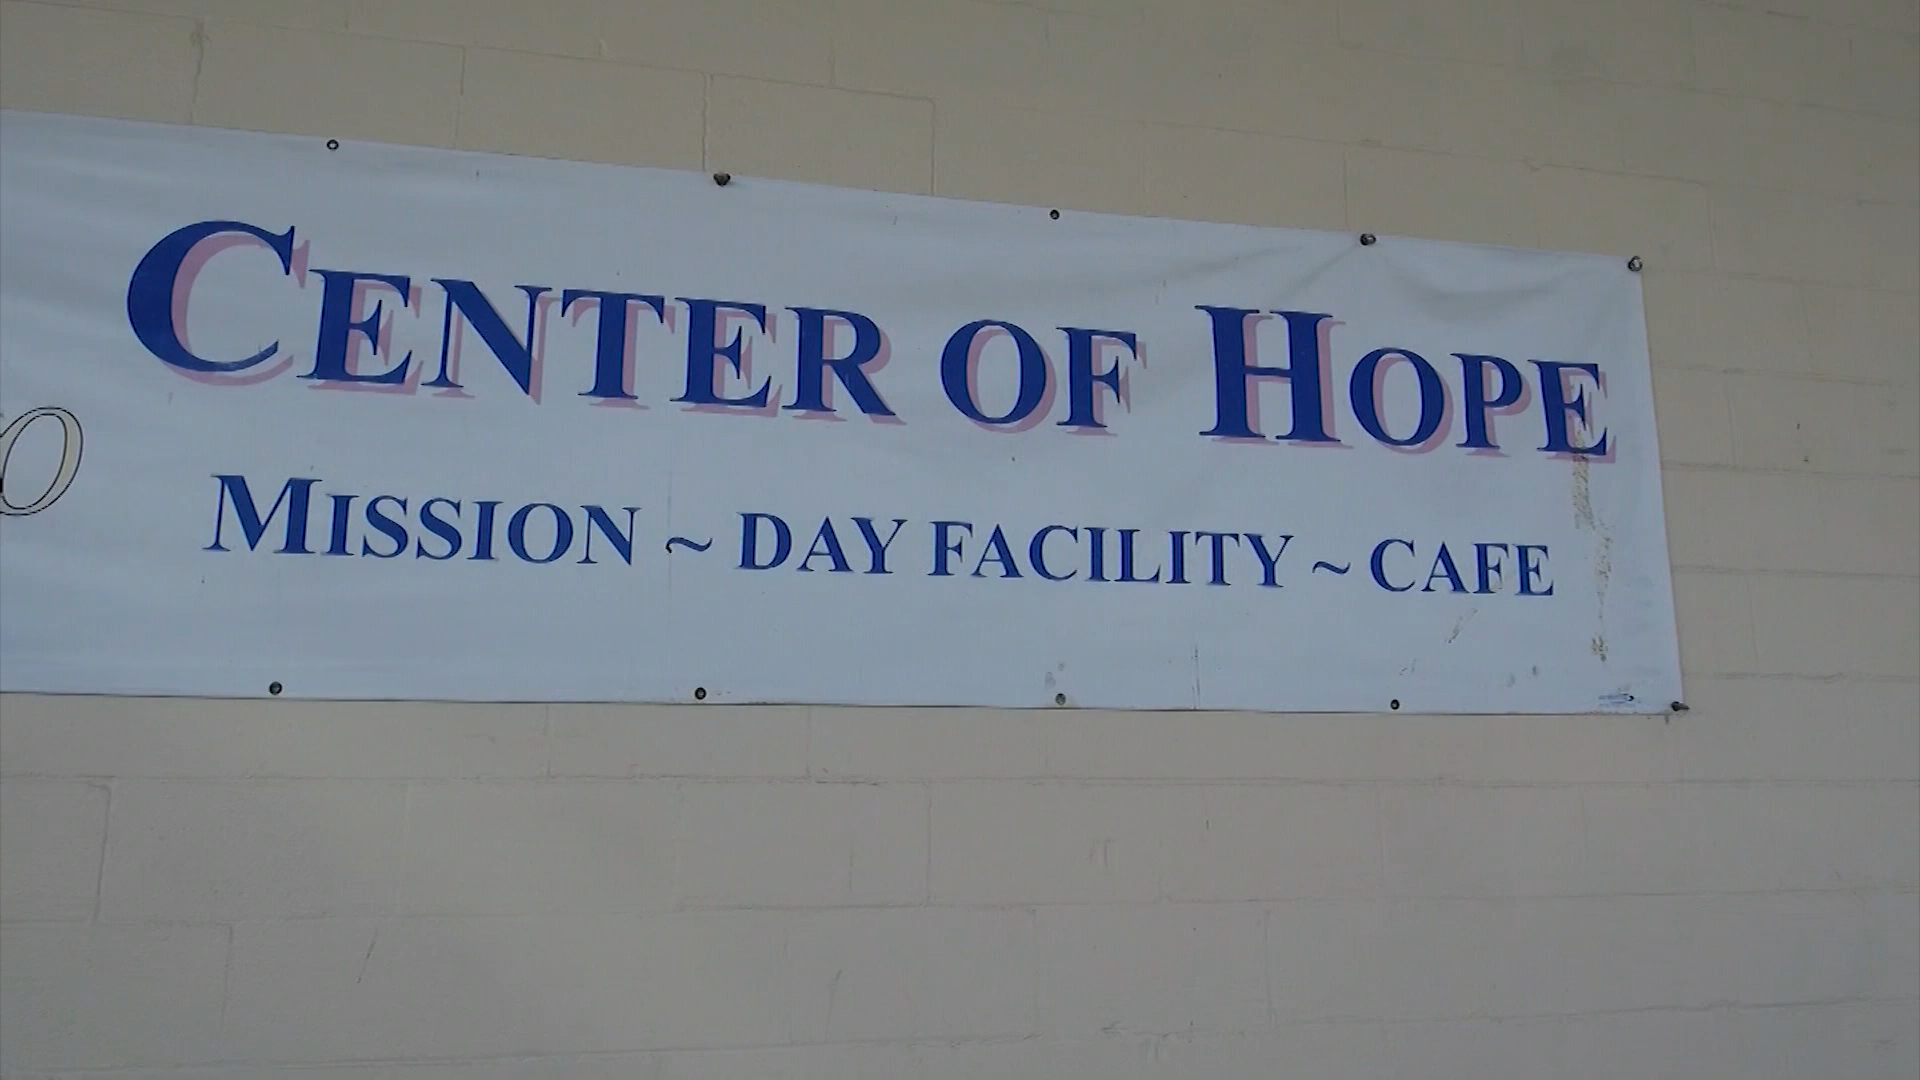 CENTER OF HOPE
MISSION ~ DAY FACILITY ~ CAFE